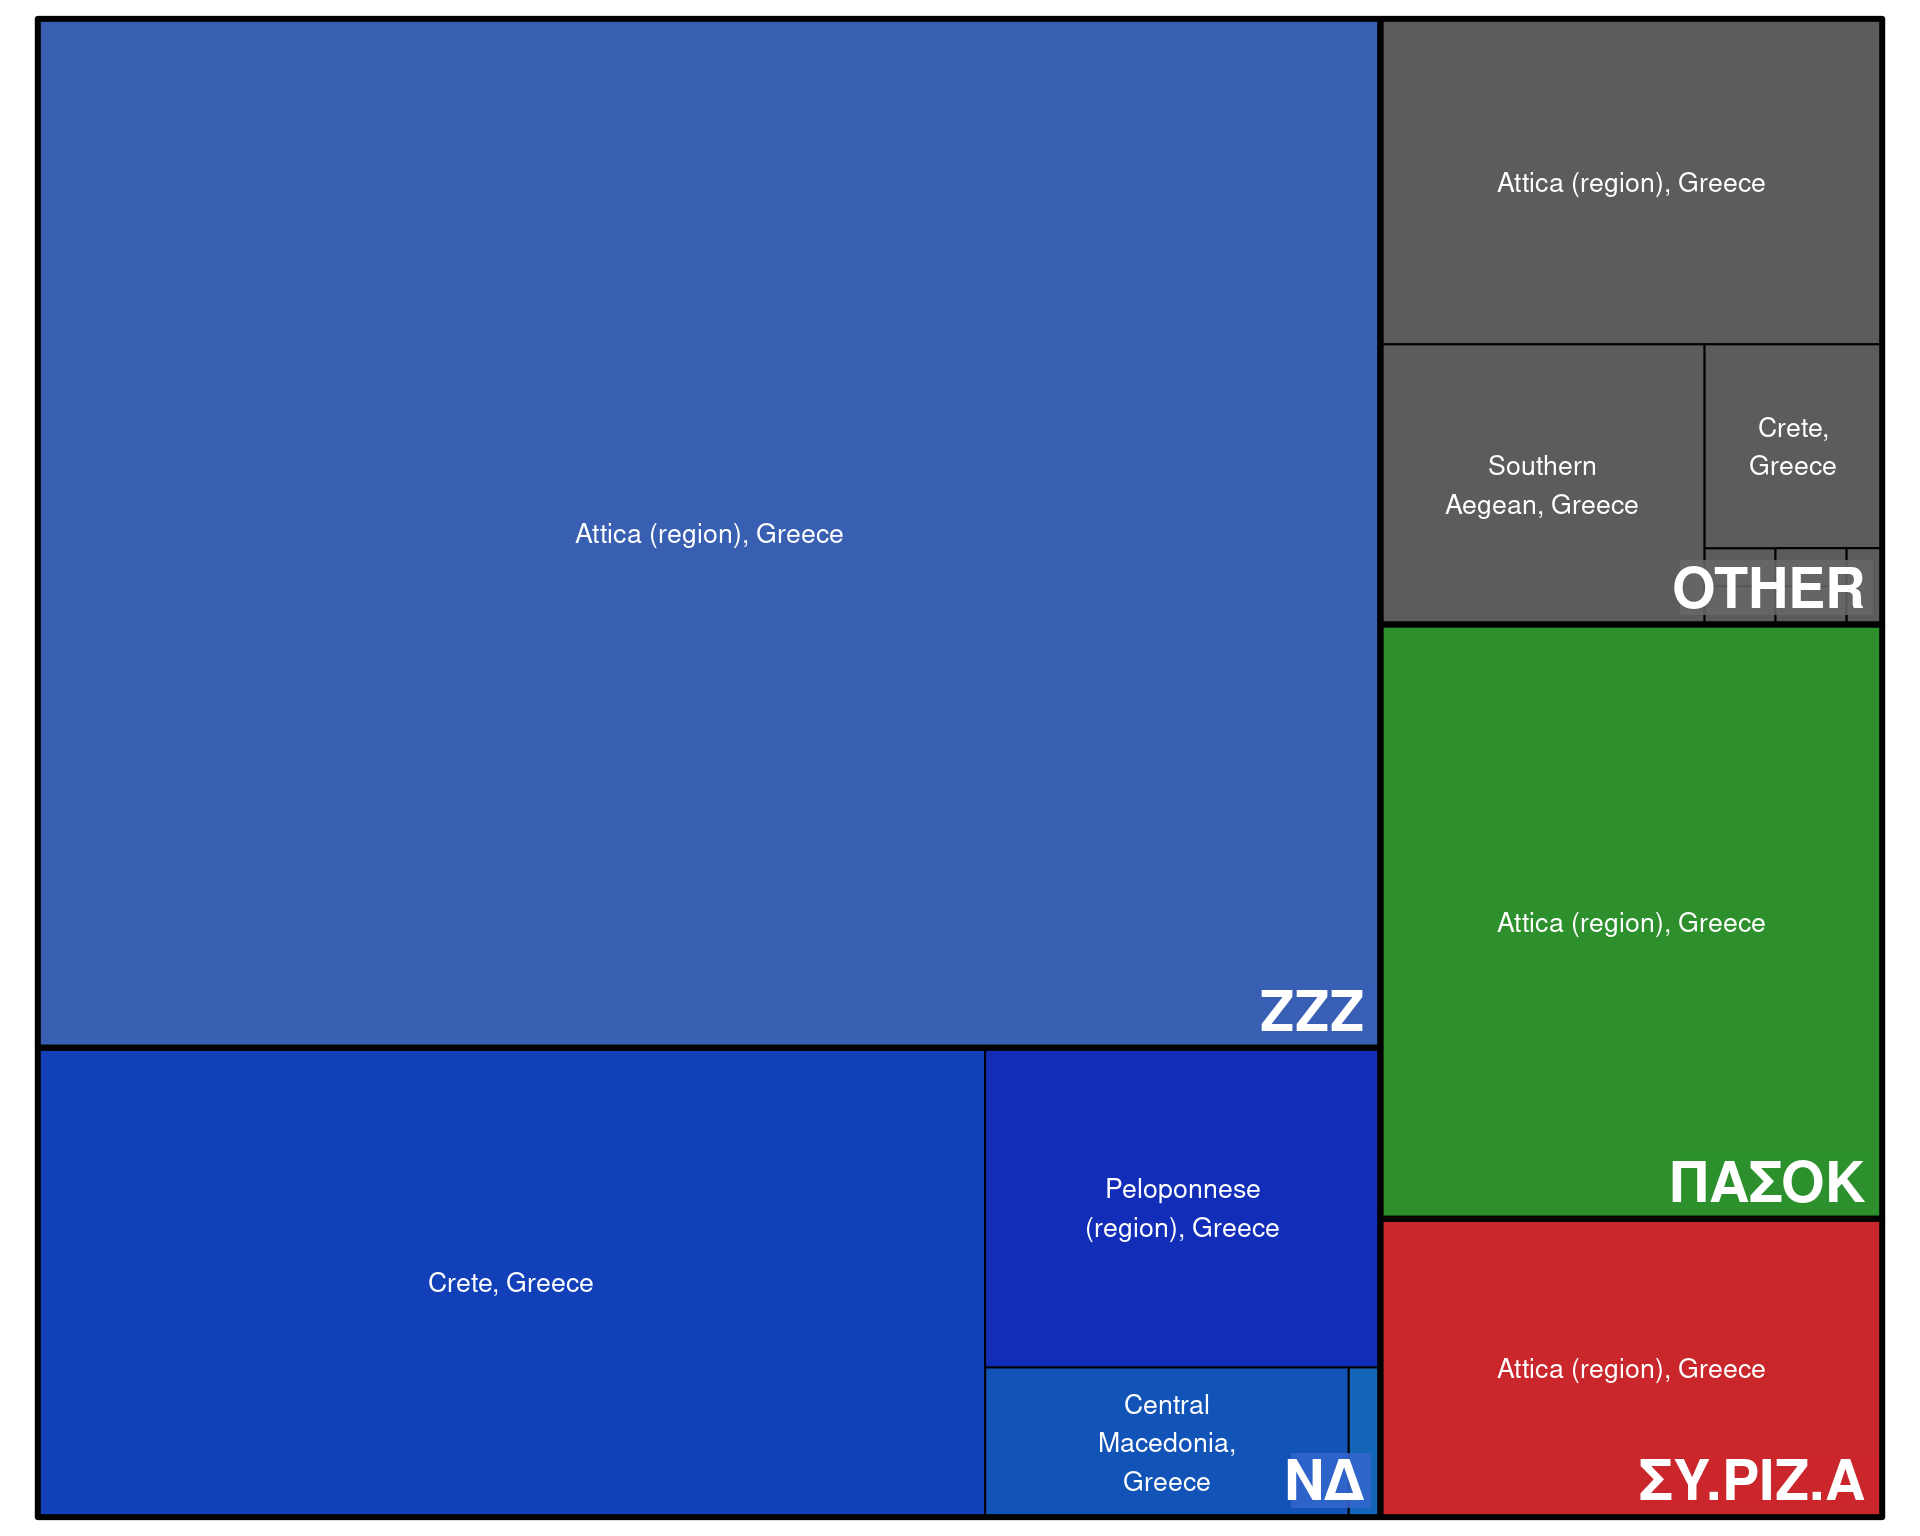 Attica (region), Greece
ZZZ
Crete, Greece
Peloponnese
(region), Greece
Central
Macedonia,
Greece
ΝΔ
Attica (region), Greece
Southern
Aegean, Greece
Crete,
Greece
OTHER
Attica (region), Greece
ΠΑΣΟΚ
Attica (region), Greece
ΣΥ.ΡΙΖ.Α